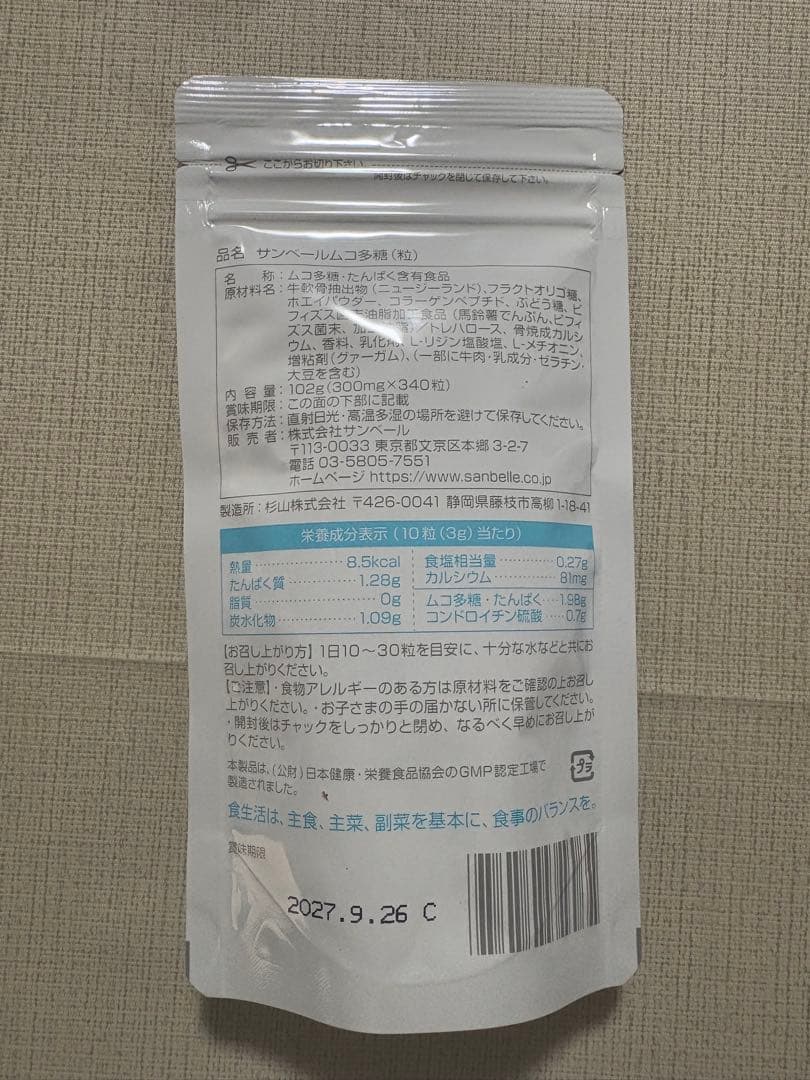 ここからお切り下さい。
開封後はチャックを閉じて保存して下さい。
品名 サンベールムコ多糖(粒)
名 称:ムコ多糖・たんぱく含有食品
原材料名:牛軟骨抽出物(ニュージーランド)、フラクトオリゴ糖、
ホエイパウダー、コラーゲンペプチド、ぶどう糖、ビ
フィズス菌 油脂加工食品(馬鈴薯でんぷん、ビフィ
ズス菌末、)／トレハロース、骨焼成カルシ
ウム、香料、乳化剤、L-リジン塩酸塩、L-メチオニン、
増粘剤(グァーガム)、(一部に牛肉・乳成分・ゼラチン・
大豆を含む)
内 容 量:102g(300mg×340粒)
賞味期限:この面の下部に記載
保存方法:直射日光・高温多湿の場所を避けて保存してください。
販 売 者:株式会社サンベール
〒113-0033 東京都文京区本郷 3-2-7
電話 03-5805-7551
ホームページ https://www.sanbelle.co.jp
製造所:杉山株式会社 〒426-0041 静岡県藤枝市高柳 1-18-41
栄養成分表示(10粒(3g)当たり)
熱量 8.5kcal
たんぱく質 1.28g
脂質 0g
炭水化物 1.09g
食塩相当量 0.27g
カルシウム 81mg
ムコ多糖・たんぱく 1.98g
コンドロイチン硫酸 0.7g
【お召し上がり方】1日10〜30粒を目安に、十分な水などと共にお
召し上がりください。
【ご注意】・食物アレルギーのある方は原材料をご確認の上お召し
上がりください。・お子さまの手の届かない所に保管してください。
・開封後はチャックをしっかりと閉め、なるべく早めにお召し上が
りください。
本製品は、(公財)日本健康・栄養食品協会のGMP認定工場で
製造されました。
プラ
食生活は、主食、主菜、副菜を基本に、食事のバランスを。
賞味期限
2027.9.26 C